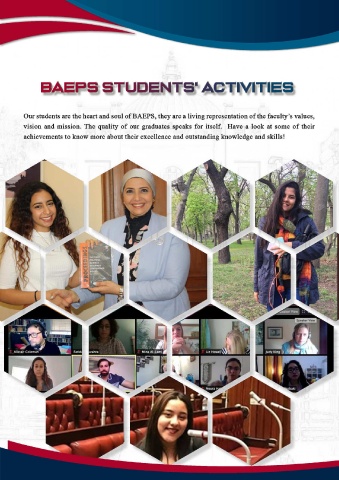 BAEPS STUDENTS' ACTIVITIES
Our students are the heart and soul of BAEPS, they are a living representation of the faculty's values,
vision and mission. The quality of our graduates speaks for itself. Have a look at some of their
achievements to know more about their excellence and outstanding knowledge and skills!